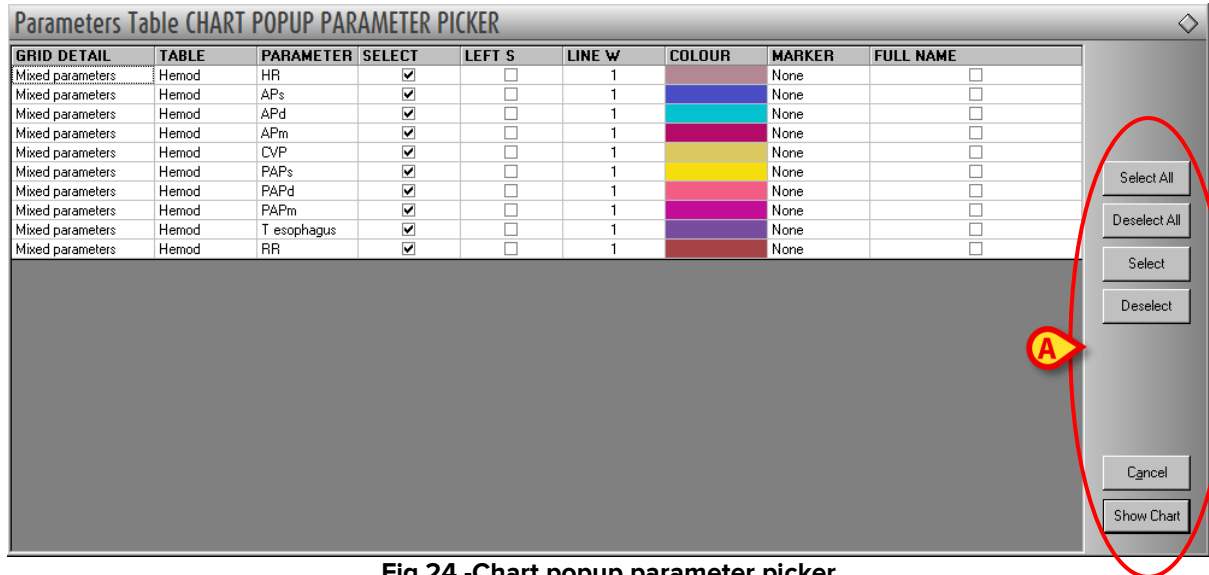 Parameters Table CHART POPUP PARAMETER PICKER
GRID DETAIL TABLE PARAMETER SELECT LEFT S LINE W COLOUR MARKER FULL NAME
Mixed parameters Hemod HR 1 None
Mixed parameters Hemod APs 1 None
Mixed parameters Hemod APd 1 None
Mixed parameters Hemod APm 1 None
Mixed parameters Hemod CVP 1 None
Mixed parameters Hemod PAPs 1 None
Mixed parameters Hemod PAPd 1 None
Mixed parameters Hemod PAPm 1 None
Mixed parameters Hemod T esophagus 1 None
Mixed parameters Hemod RR 1 None
Select All
Deselect All
Select
Deselect
A
Cancel
Show Chart
Fig 24 -Chart popup parameter picker